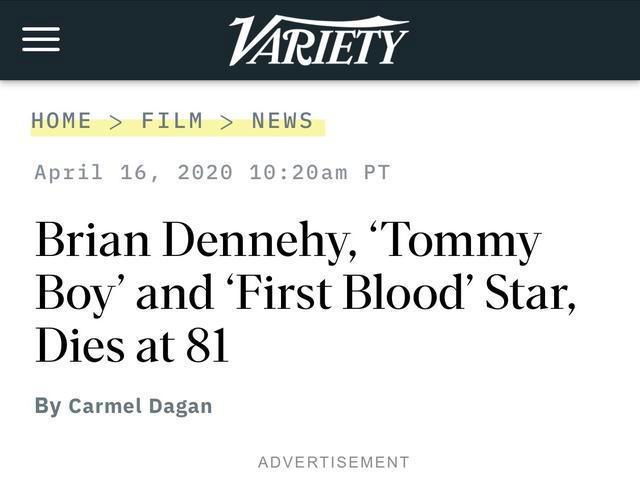 VARIETY
HOME > FILM > NEWS
April 16, 2020 10:20am PT
Brian Dennehy, ‘Tommy
Boy’ and ‘First Blood’ Star,
Dies at 81
By Carmel Dagan
ADVERTISEMENT